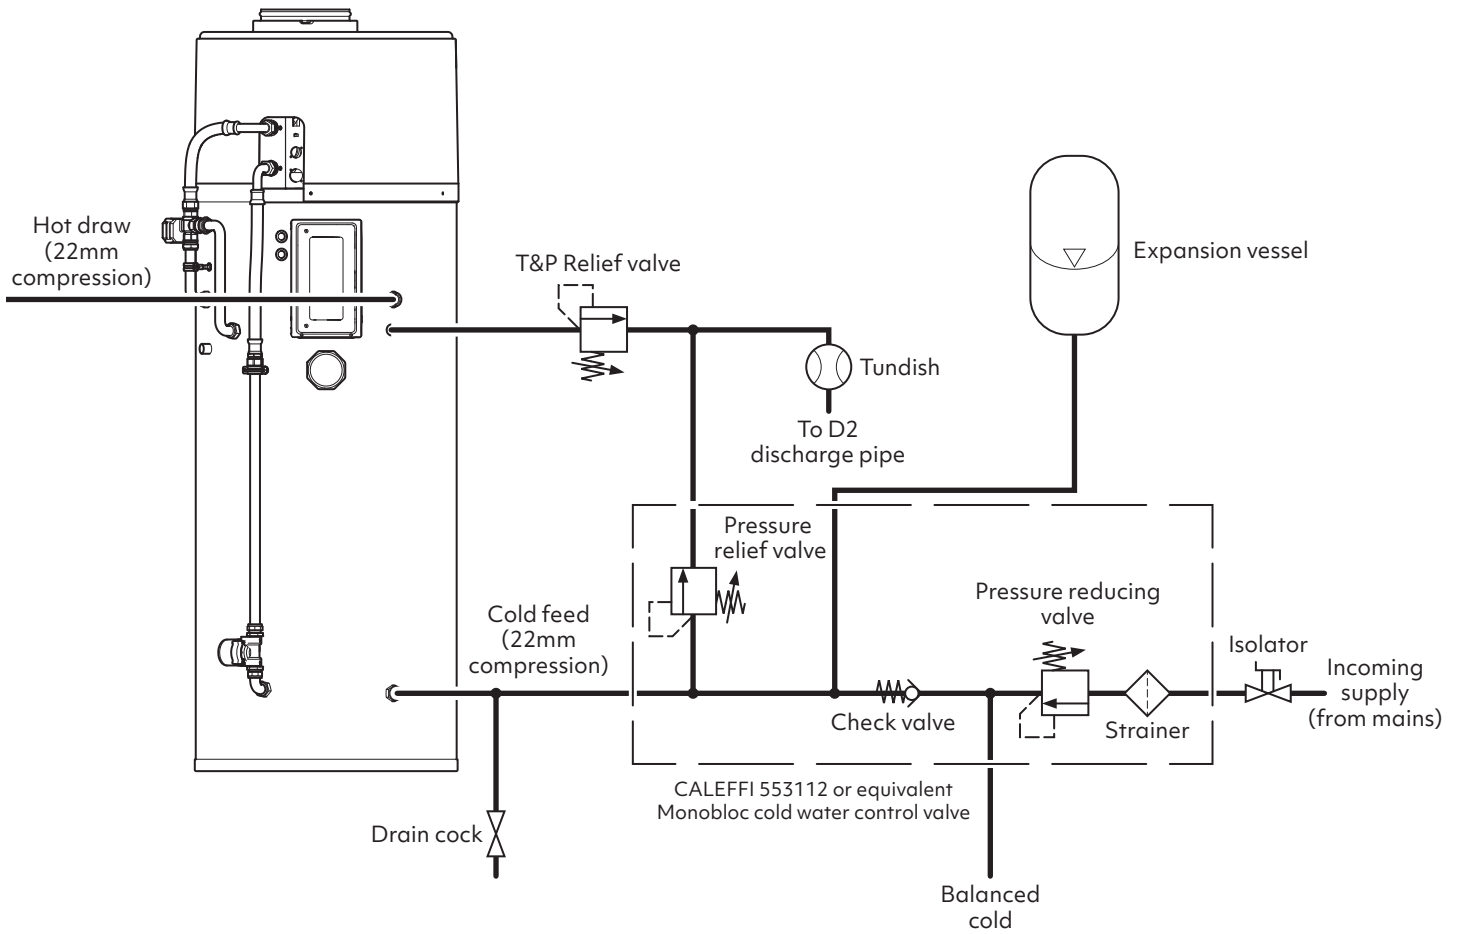 Hot draw
(22mm
compression)
T&P Relief valve
Expansion vessel
Tundish
To D2
discharge pipe
Pressure
relief valve
Pressure reducing
valve
Cold feed
(22mm
compression)
Isolator
Incoming
supply
(from mains)
Check valve
Strainer
CALEFFI 553112 or equivalent
Monobloc cold water control valve
Drain cock
Balanced
cold